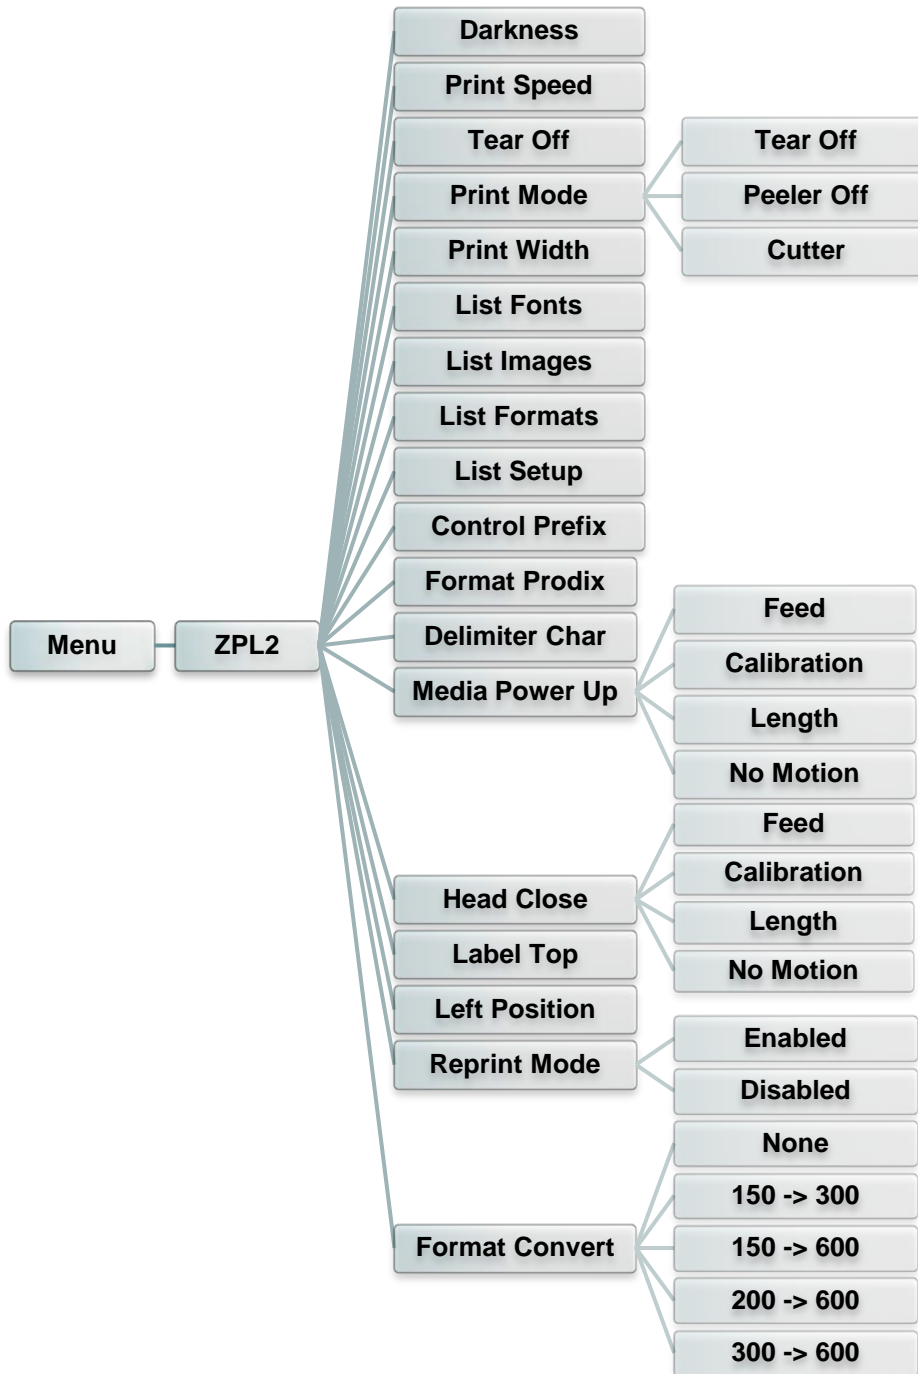 Darkness
Print Speed
Tear Off
Tear Off
Print Mode
Peeler Off
Print Width
Cutter
List Fonts
List Images
List Formats
List Setup
Control Prefix
Format Prodix
Feed
Menu
ZPL2
Delimiter Char
Calibration
Media Power Up
Length
No Motion
Feed
Calibration
Head Close
Length
Label Top
No Motion
Left Position
Enabled
Reprint Mode
Disabled
None
150 -> 300
Format Convert
150 -> 600
200 -> 600
300 -> 600